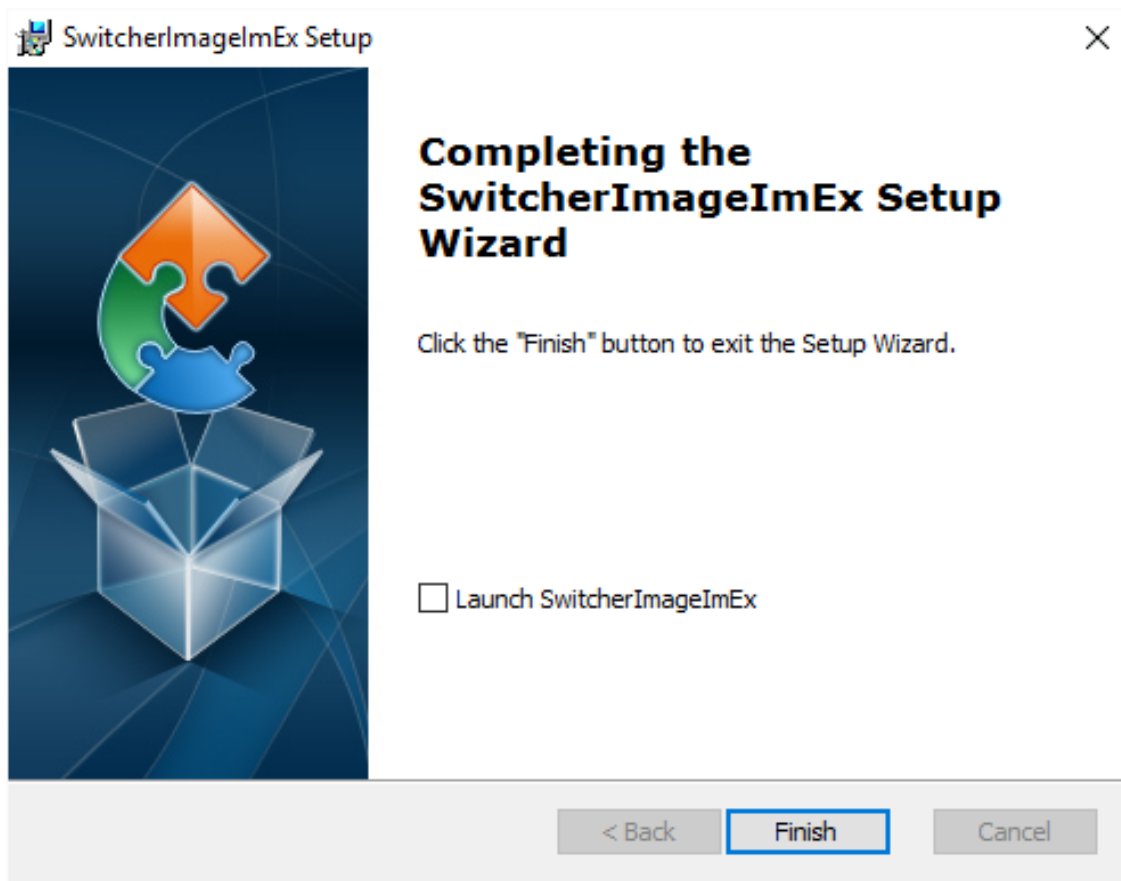 SwitcherImageImEx Setup
Completing the
SwitcherImageImEx Setup
Wizard
Click the "Finish" button to exit the Setup Wizard.
Launch SwitcherImageImEx
< Back
Finish
Cancel